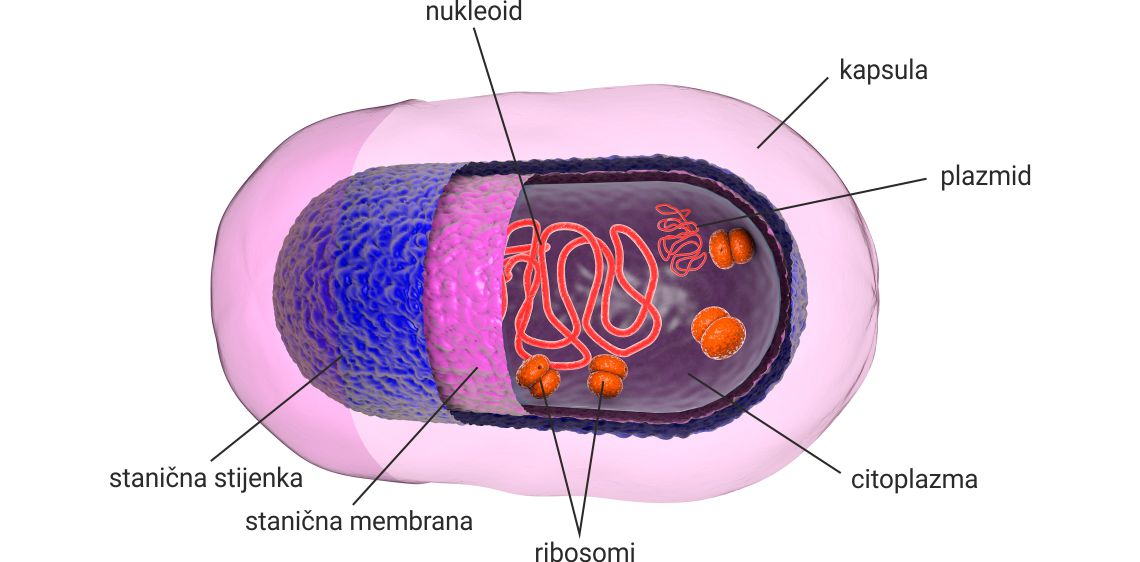 nukleoid
kapsula
plazmid
stanična stijenka
citoplazma
stanična membrana
ribosomi